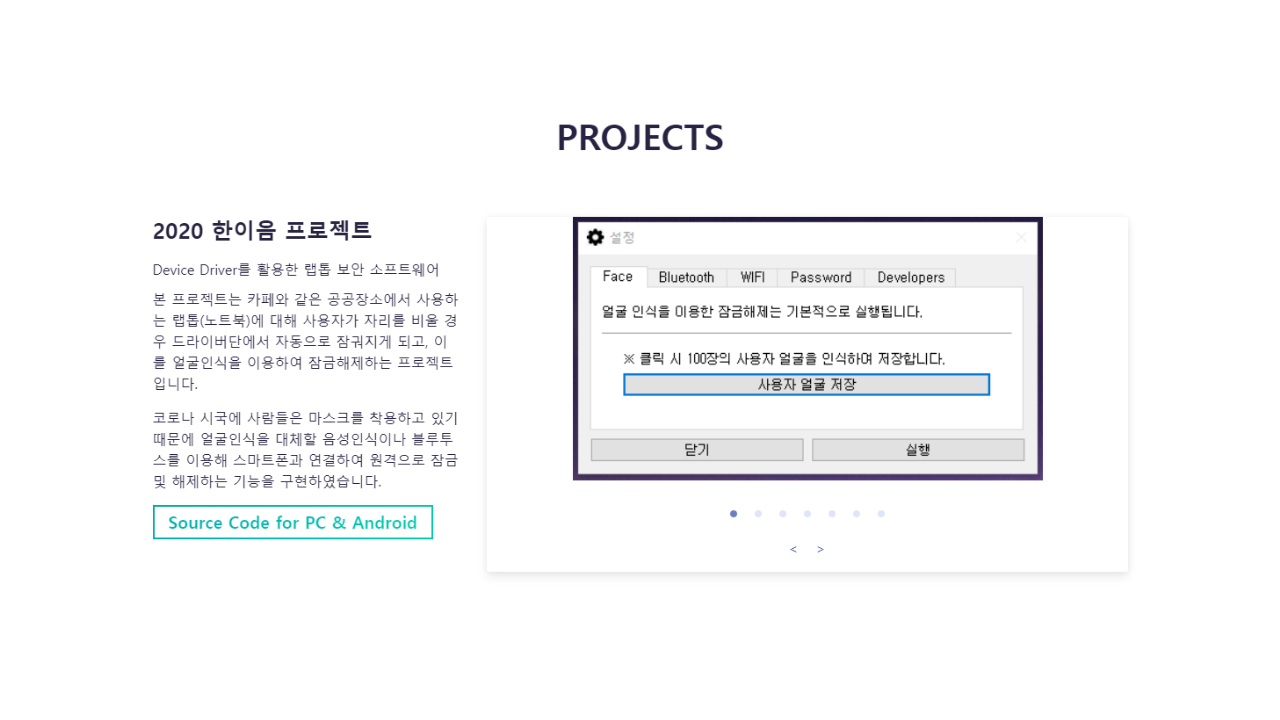 PROJECTS
2020 한이음 프로젝트
Device Driver를 활용한 랩톱 보안 소프트웨어
본 프로젝트는 카페와 같은 공공장소에서 사용하
는 랩톱(노트북)에 대해 사용자가 자리를 비울 경
우 드라이버단에서 자동으로 잠궈지게 되고, 이
를 얼굴인식을 이용하여 잠금해제하는 프로젝트
입니다.
코로나 시국에 사람들은 마스크를 착용하고 있기
때문에 얼굴인식을 대체할 음성인식이나 블루투
스를 이용해 스마트폰과 연결하여 원격으로 잠금
및 해제하는 기능을 구현하였습니다.
Source Code for PC & Android
설정
Face Bluetooth WIFI Password Developers
얼굴 인식을 이용한 잠금해제는 기본적으로 실행됩니다.
※ 클릭 시 100장의 사용자 얼굴을 인식하며 저장합니다.
사용자 얼굴 저장
닫기 실행
< >